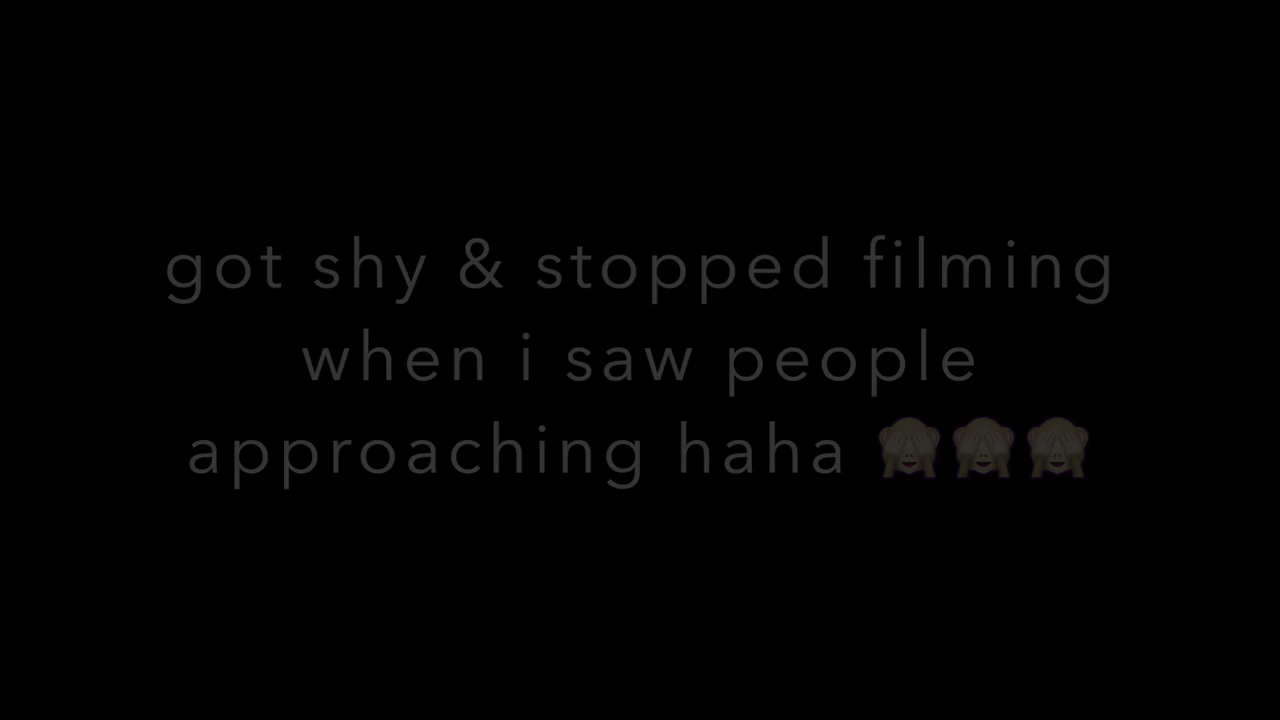 got shy & stopped filming
when i saw people
approaching haha 🙈🙈🙈